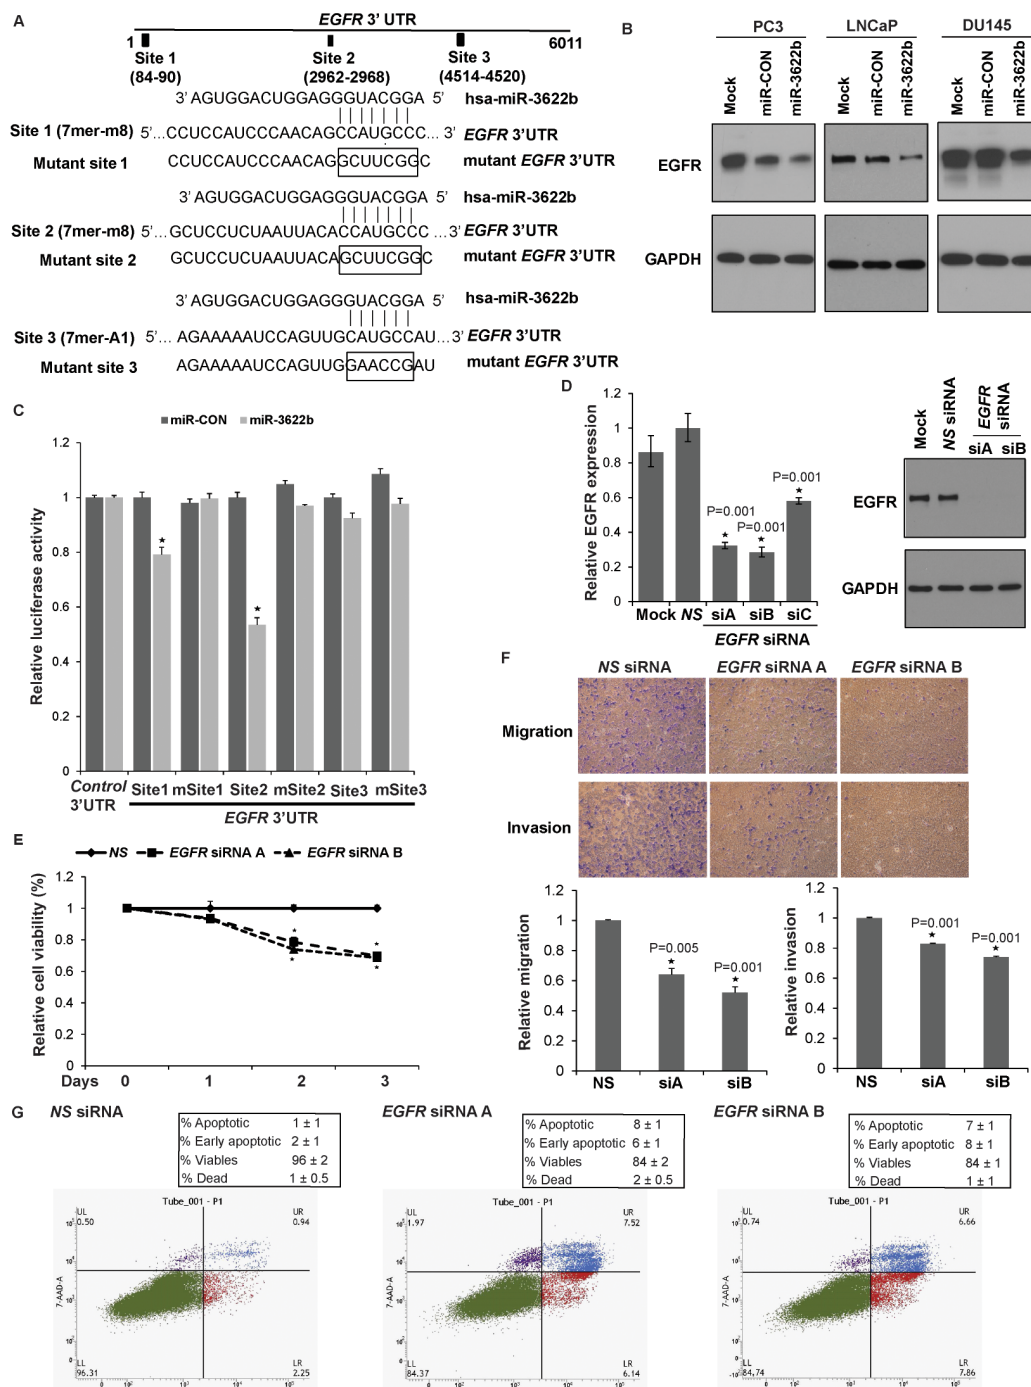 A
EGFR 3' UTR
1
6011
Site 1
(84-90)
Site 2
(2962-2968)
Site 3
(4514-4520)
3' AGUGGACUGGAGGGUACGGA 5' hsa-miR-3622b
Site 1 (7mer-m8) 5'... CCUCCAUCCCAACAGCCAUGCCC... 3' EGFR 3'UTR
Mutant site 1 CCUCCAUCCCAACAGGCUUCGGC mutant EGFR 3'UTR
3' AGUGGACUGGAGGGUACGGA 5' hsa-miR-3622b
Site 2 (7mer-m8) 5'... GCUCCUCUAAUUACACCAUGCCC ...3' EGFR 3'UTR
Mutant site 2 GCUCCUCUAAUUACAGCUUCGGC mutant EGFR 3'UTR
3' AGUGGACUGGAGGGUACGGA 5' hsa-miR-3622b
Site 3 (7mer-A1) 5'... AGAAAAAUCCAGUUGCAUGCCAU...3' EGFR 3'UTR
Mutant site 3 AGAAAAAUCCAGUUGGAACCGAU mutant EGFR 3'UTR
B
PC3 LNCaP DU145
Mock miR-CON miR-3622b Mock miR-CON miR-3622b Mock miR-CON miR-3622b
EGFR
GAPDH
C
miR-CON miR-3622b
Relative luciferase activity
1.2
1
0.8
0.6
0.4
0.2
0
Control 3'UTR Site1 mSite1 Site2 mSite2 Site3 mSite3
EGFR 3'UTR
D
Relative EGFR expression
1.2
1
0.8
0.6
0.4
0.2
0
P=0.001
P=0.001
P=0.001
Mock NS siA siB siC
EGFR siRNA
Mock NS siRNA EGFR siRNA
siA siB
EGFR
GAPDH
E
NS EGFR siRNA A EGFR siRNA B
Relative cell viability (%)
1.2
1
0.8
0.6
0.4
0.2
0
Days 0 1 2 3
F
NS siRNA EGFR siRNA A EGFR siRNA B
Migration
Invasion
Relative migration
1.2
1
0.8
0.6
0.4
0.2
0
P=0.005
P=0.001
NS siA siB
Relative invasion
1.2
1
0.8
0.6
0.4
0.2
0
P=0.001
P=0.001
NS siA siB
G
NS siRNA
% Apoptotic 1 ± 1
% Early apoptotic 2 ± 1
% Viables 96 ± 2
% Dead 1 ± 0.5
Tube_001 - P1
UL
0.50
UR
0.94
7-AAD-A
LL
96.31
LR
2.25
EGFR siRNA A
% Apoptotic 8 ± 1
% Early apoptotic 6 ± 1
% Viables 84 ± 2
% Dead 2 ± 0.5
Tube_001 - P1
UL
1.97
UR
7.52
7-AAD-A
LL
84.37
LR
6.14
EGFR siRNA B
% Apoptotic 7 ± 1
% Early apoptotic 8 ± 1
% Viables 84 ± 1
% Dead 1 ± 1
Tube_001 - P1
UL
0.74
UR
6.66
7-AAD-A
LL
84.74
LR
7.86